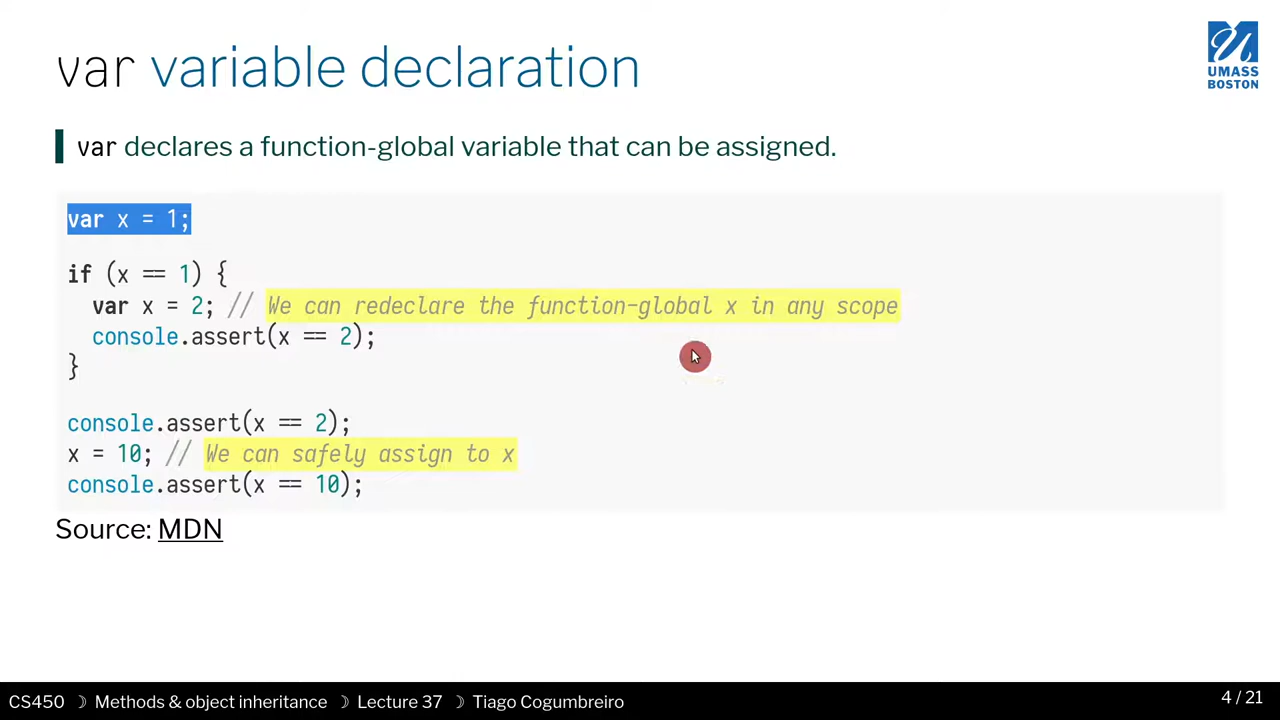 var variable declaration
UMASS
BOSTON
var declares a function-global variable that can be assigned.
var x = 1;
if (x == 1) {
  var x = 2; // We can redeclare the function-global x in any scope
  console.assert(x == 2);
}
console.assert(x == 2);
x = 10; // We can safely assign to x
console.assert(x == 10);
Source: MDN
CS450 ☽ Methods & object inheritance ☽ Lecture 37 ☽ Tiago Cogumbreiro
4 / 21